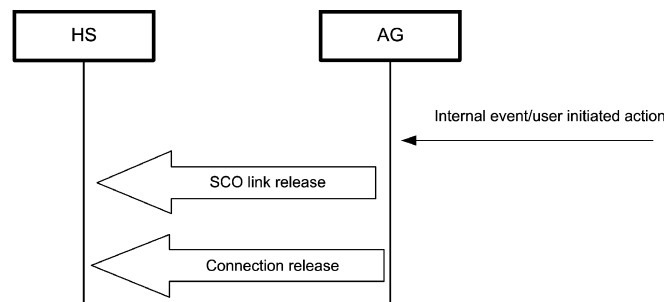 HS
AG
Internal event/user initiated action
SCO link release
Connection release